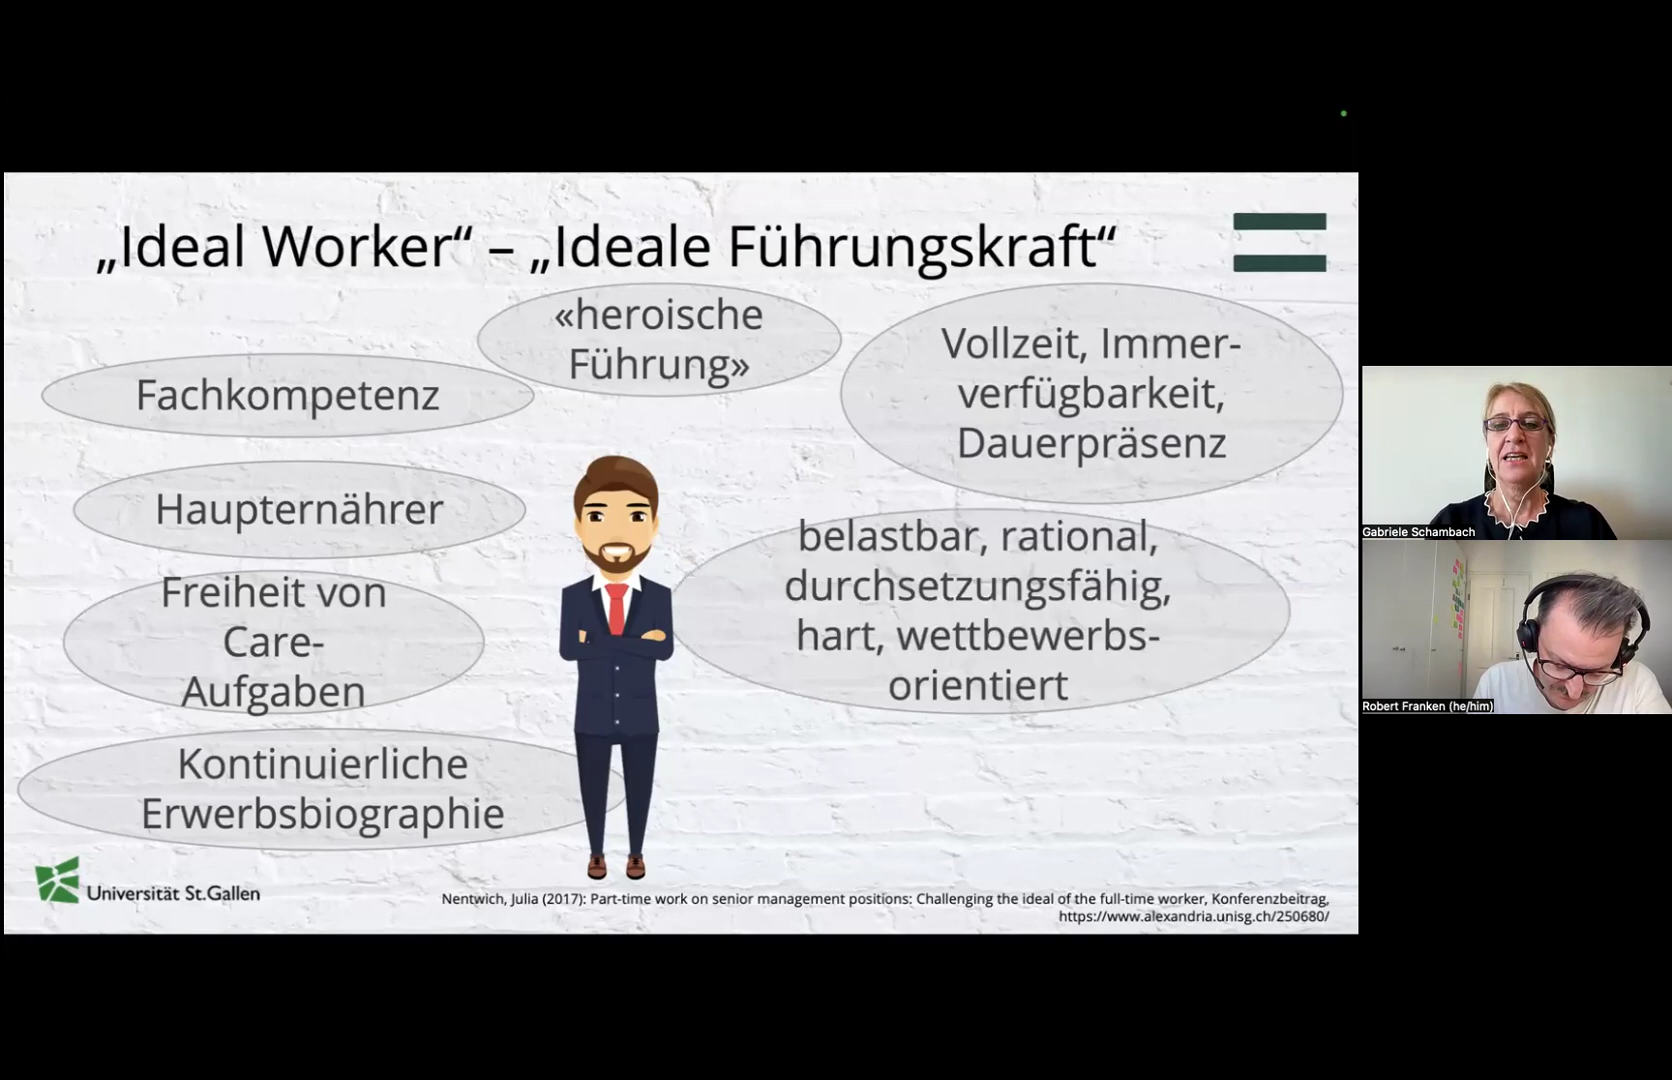 „Ideal Worker“ – „Ideale Führungskraft“
«heroische
Führung»
Fachkompetenz
Vollzeit, Immer-
verfügbarkeit,
Dauerpräsenz
Haupternährer
belastbar, rational,
durchsetzungsfähig,
hart, wettbewerbs-
orientiert
Freiheit von
Care-
Aufgaben
Kontinuierliche
Erwerbsbiographie
Universität St.Gallen
Nentwich, Julia (2017): Part-time work on senior management positions: Challenging the ideal of the full-time worker, Konferenzbeitrag,
https://www.alexandria.unisg.ch/250680/
Gabriele Schambach
Robert Franken (he/him)